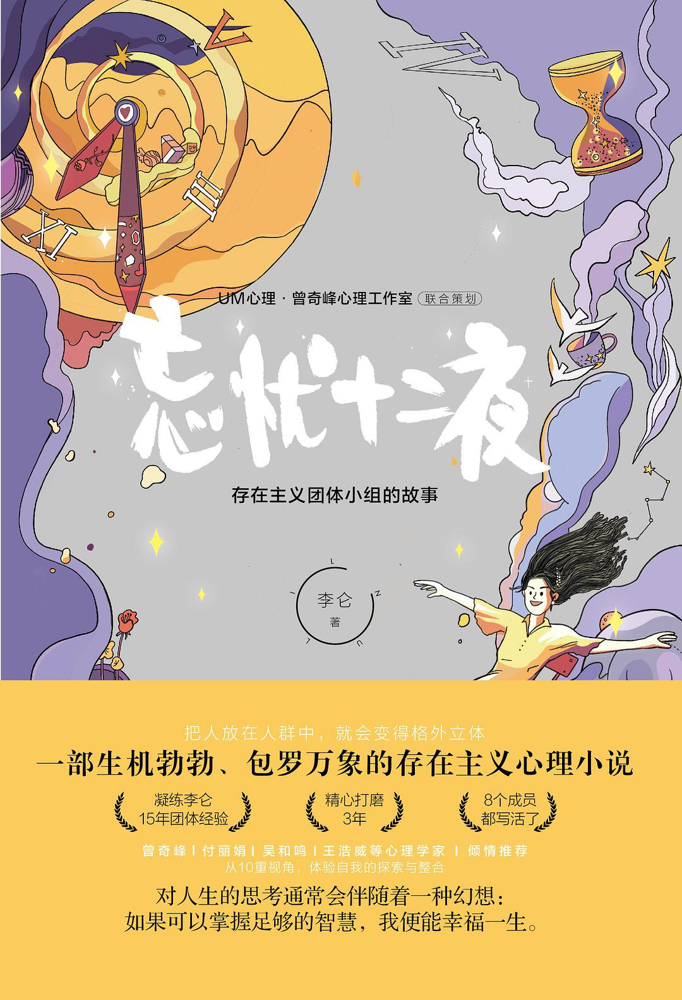 V
IV
III
XI
UM心理·曾奇峰心理工作室 联合策划
忘忧十二夜
存在主义团体小组的故事
L
I
Z
李仑
著
L
U
把人放在人群中，就会变得格外立体
一部生机勃勃、包罗万象的存在主义心理小说
凝练李仑 精心打磨 8个成员
15年团体经验 3年 都写活了
曾奇峰丨付丽娟丨吴和鸣丨王浩威等心理学家丨倾情推荐
从10重视角，体验自我的探索与整合
对人生的思考通常会伴随着一种幻想：
如果可以掌握足够的智慧，我便能幸福一生。